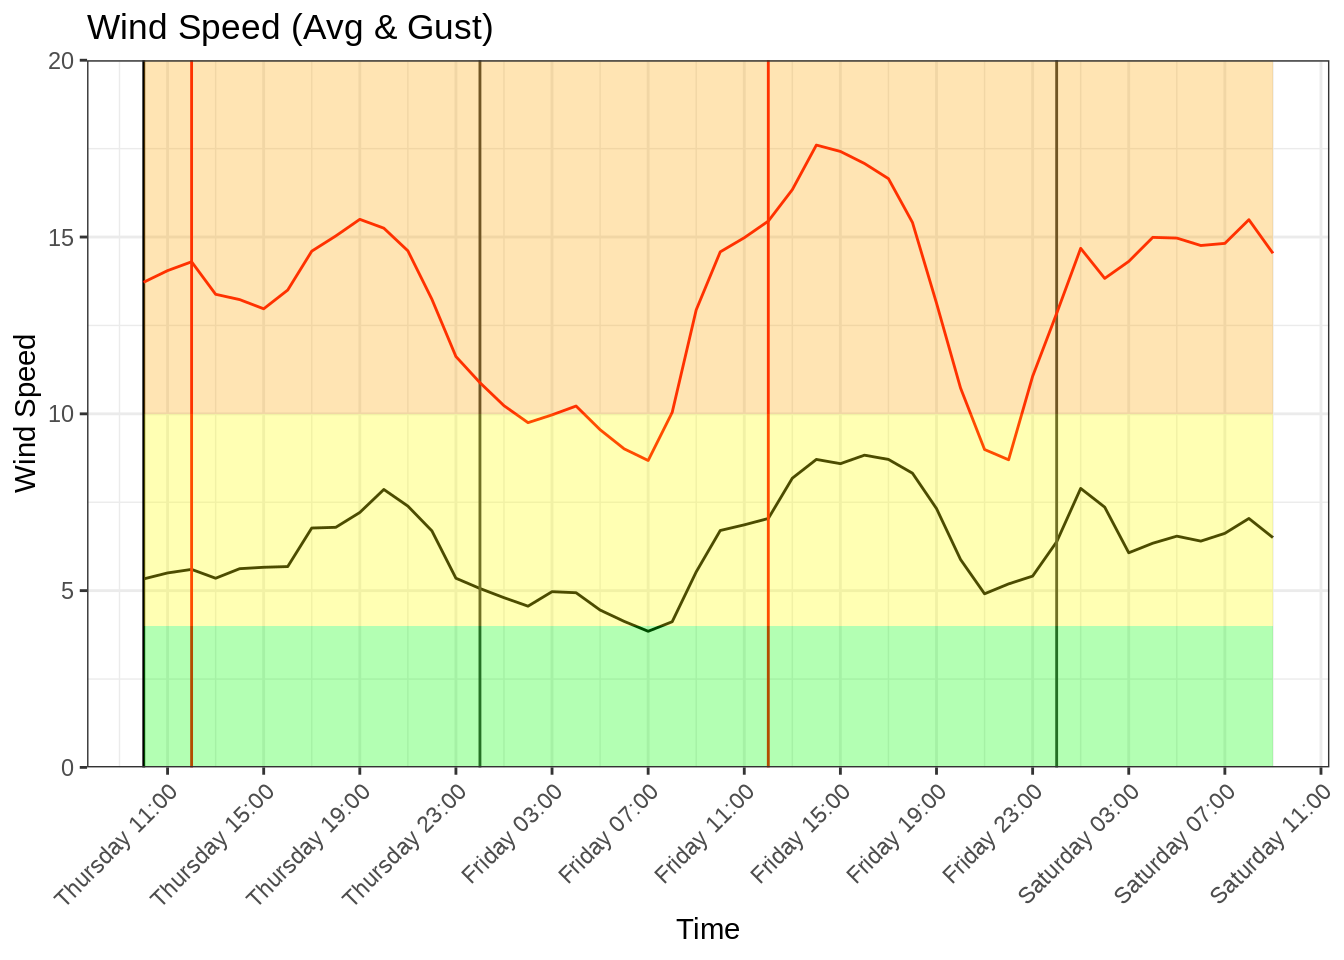 Wind Speed (Avg & Gust)
20
15
10
5
0
Wind Speed
Thursday 11:00
Thursday 15:00
Thursday 19:00
Thursday 23:00
Friday 03:00
Friday 07:00
Friday 11:00
Friday 15:00
Friday 19:00
Friday 23:00
Saturday 03:00
Saturday 07:00
Saturday 11:00
Time